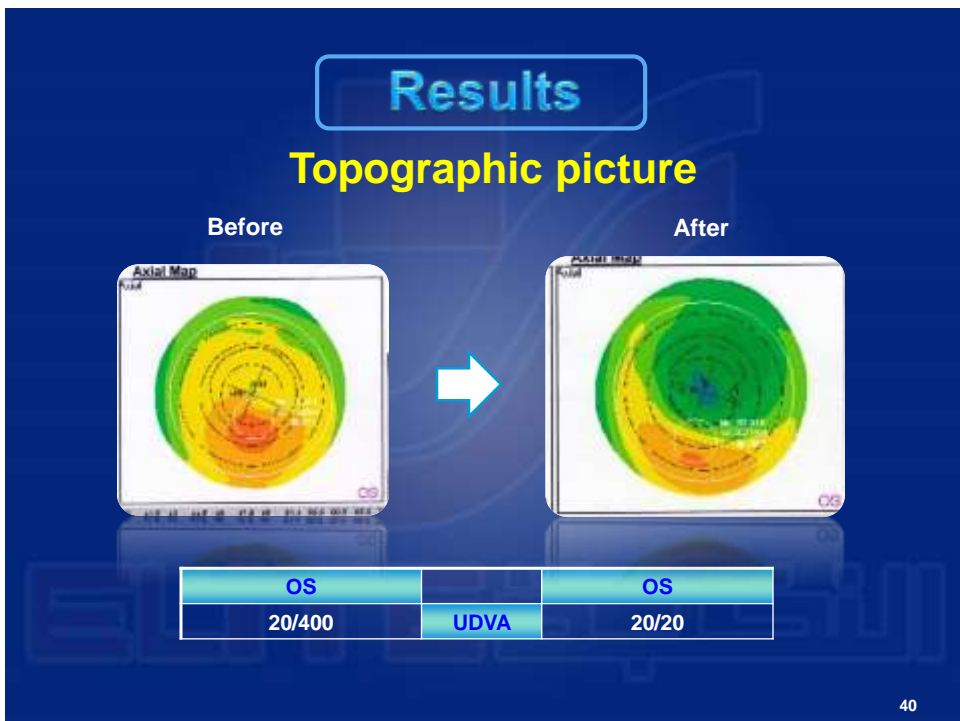 Results
Topographic picture
Before
After
Axial Map
Axial
OS
Axial Map
Axial
OS
OS
OS
20/400
UDVA
20/20
40